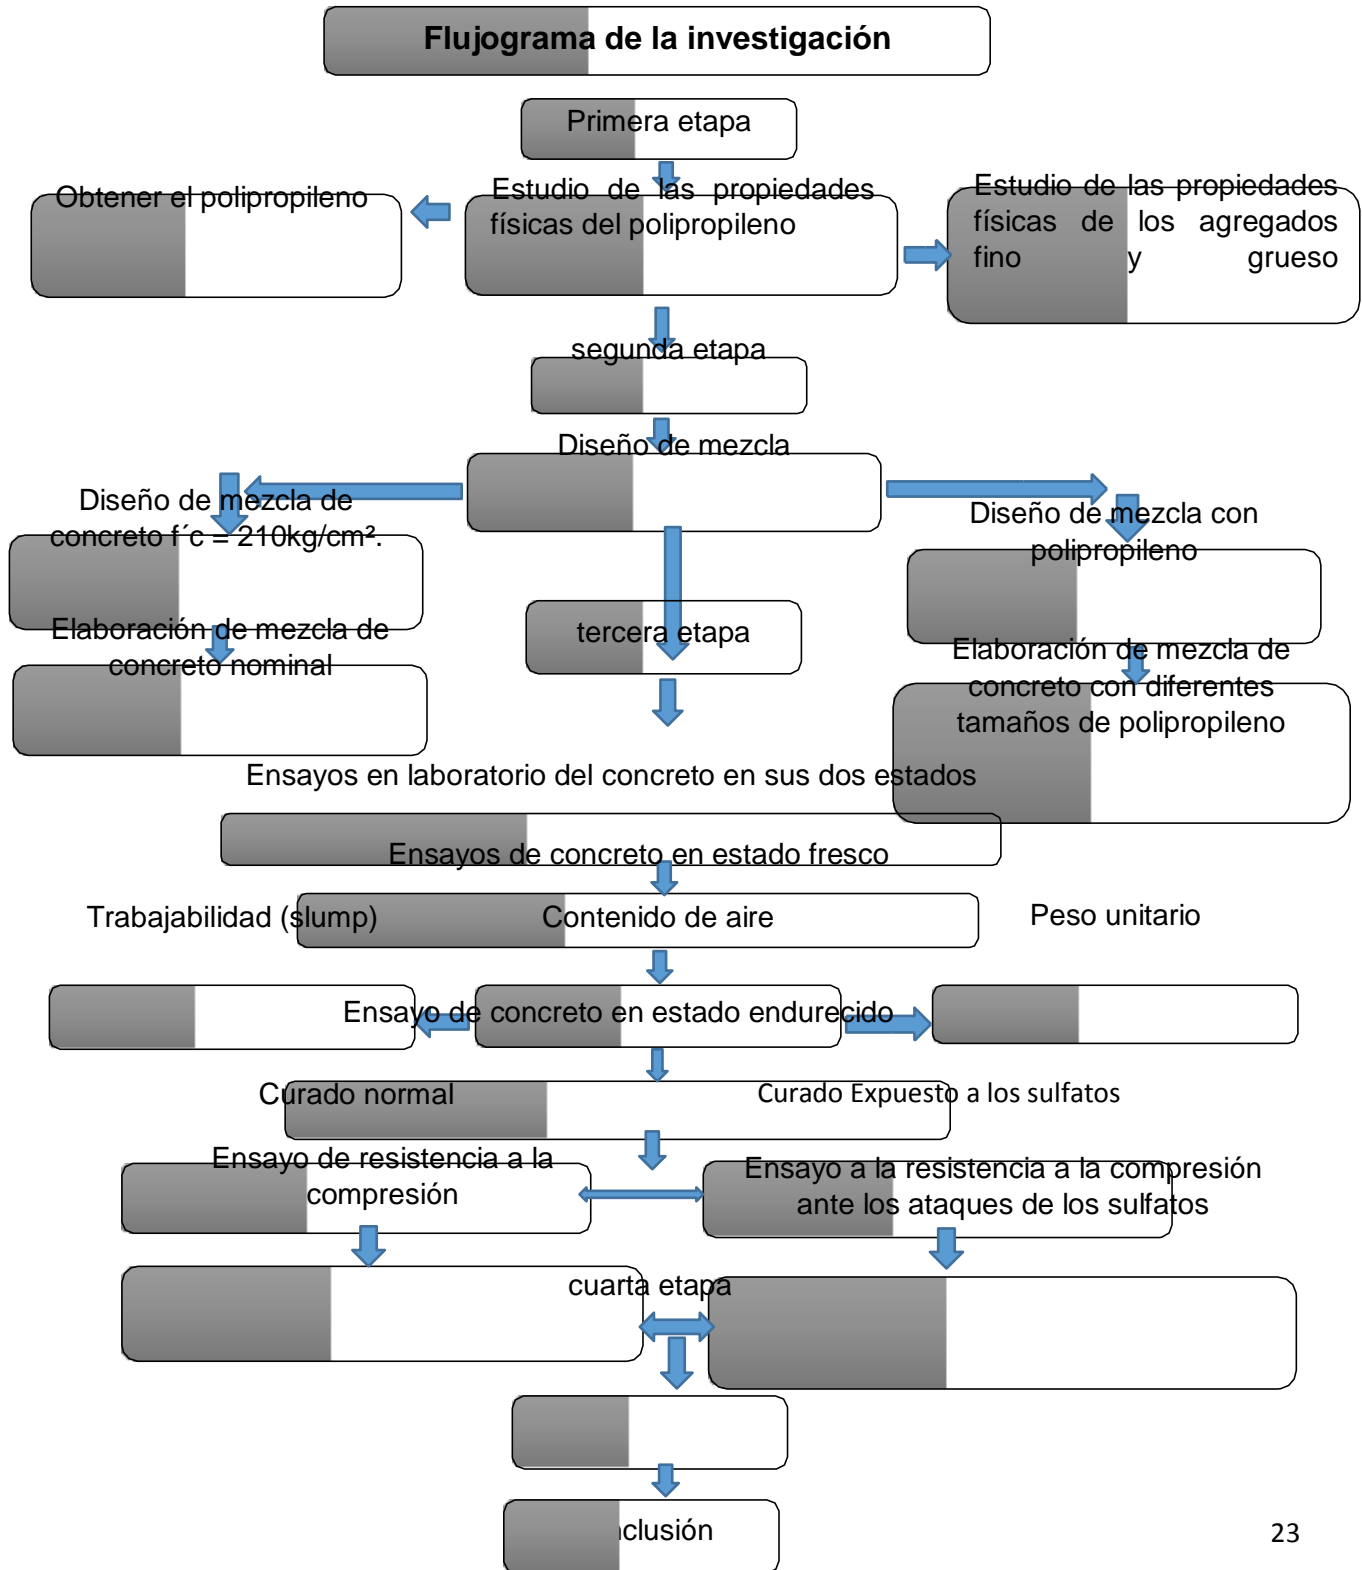 Flujograma de la investigación
Primera etapa
Obtener el polipropileno
Estudio de las propiedades
físicas del polipropileno
Estudio de las propiedades
físicas de los agregados
fino y grueso
segunda etapa
Diseño de mezcla
Diseño de mezcla de
concreto f´c = 210kg/cm².
Diseño de mezcla con
polipropileno
Elaboración de mezcla de
concreto nominal
tercera etapa
Elaboración de mezcla de
concreto con diferentes
tamaños de polipropileno
Ensayos en laboratorio del concreto en sus dos estados
Ensayos de concreto en estado fresco
Trabajabilidad (slump)
Contenido de aire
Peso unitario
Ensayo de concreto en estado endurecido
Curado normal
Curado Expuesto a los sulfatos
Ensayo de resistencia a la
compresión
Ensayo a la resistencia a la compresión
ante los ataques de los sulfatos
cuarta etapa
nclusión
23